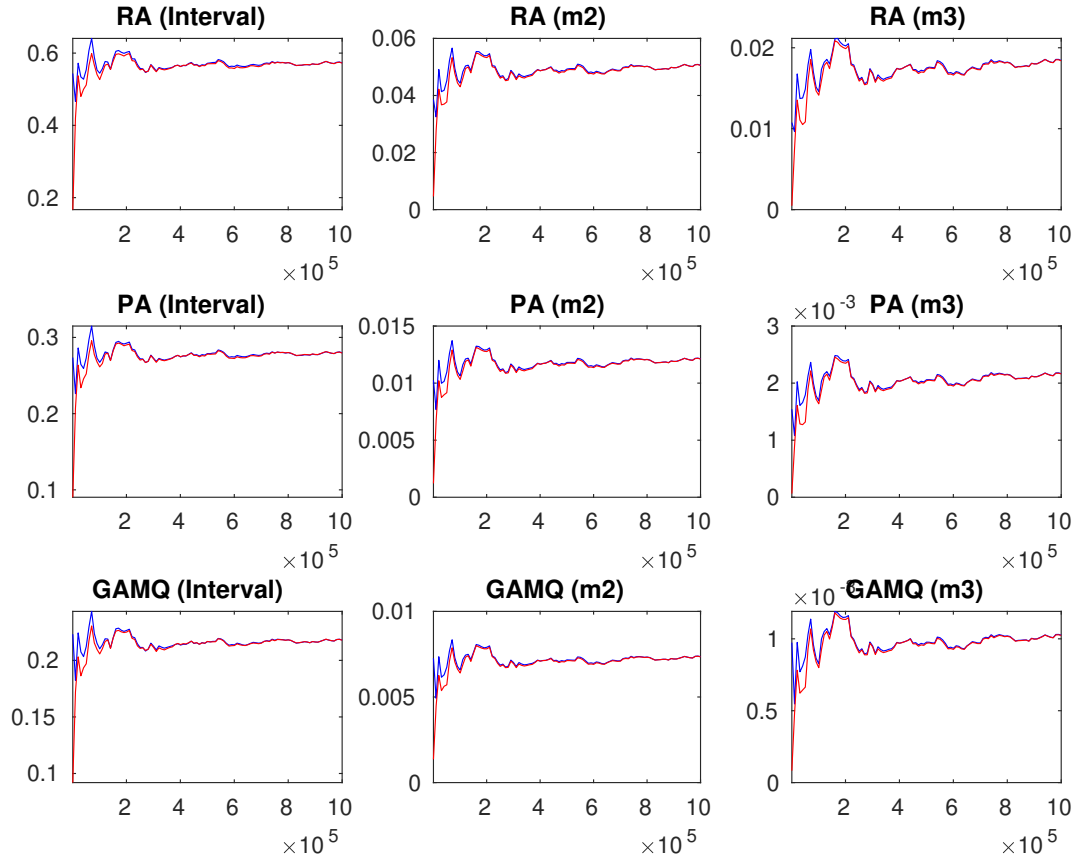 RA (Interval)
0.6
0.4
0.2
2 4 6 8 10
×10^5
RA (m2)
0.06
0.04
0.02
0
2 4 6 8 10
×10^5
RA (m3)
0.02
0.01
0
2 4 6 8 10
×10^5
PA (Interval)
0.3
0.2
0.1
2 4 6 8 10
×10^5
PA (m2)
0.015
0.01
0.005
0
2 4 6 8 10
×10^5
×10^-3 PA (m3)
3
2
1
0
2 4 6 8 10
×10^5
GAMQ (Interval)
0.2
0.15
0.1
2 4 6 8 10
×10^5
GAMQ (m2)
0.01
0.005
0
2 4 6 8 10
×10^5
×10^-3 GAMQ (m3)
1
0.5
0
2 4 6 8 10
×10^5